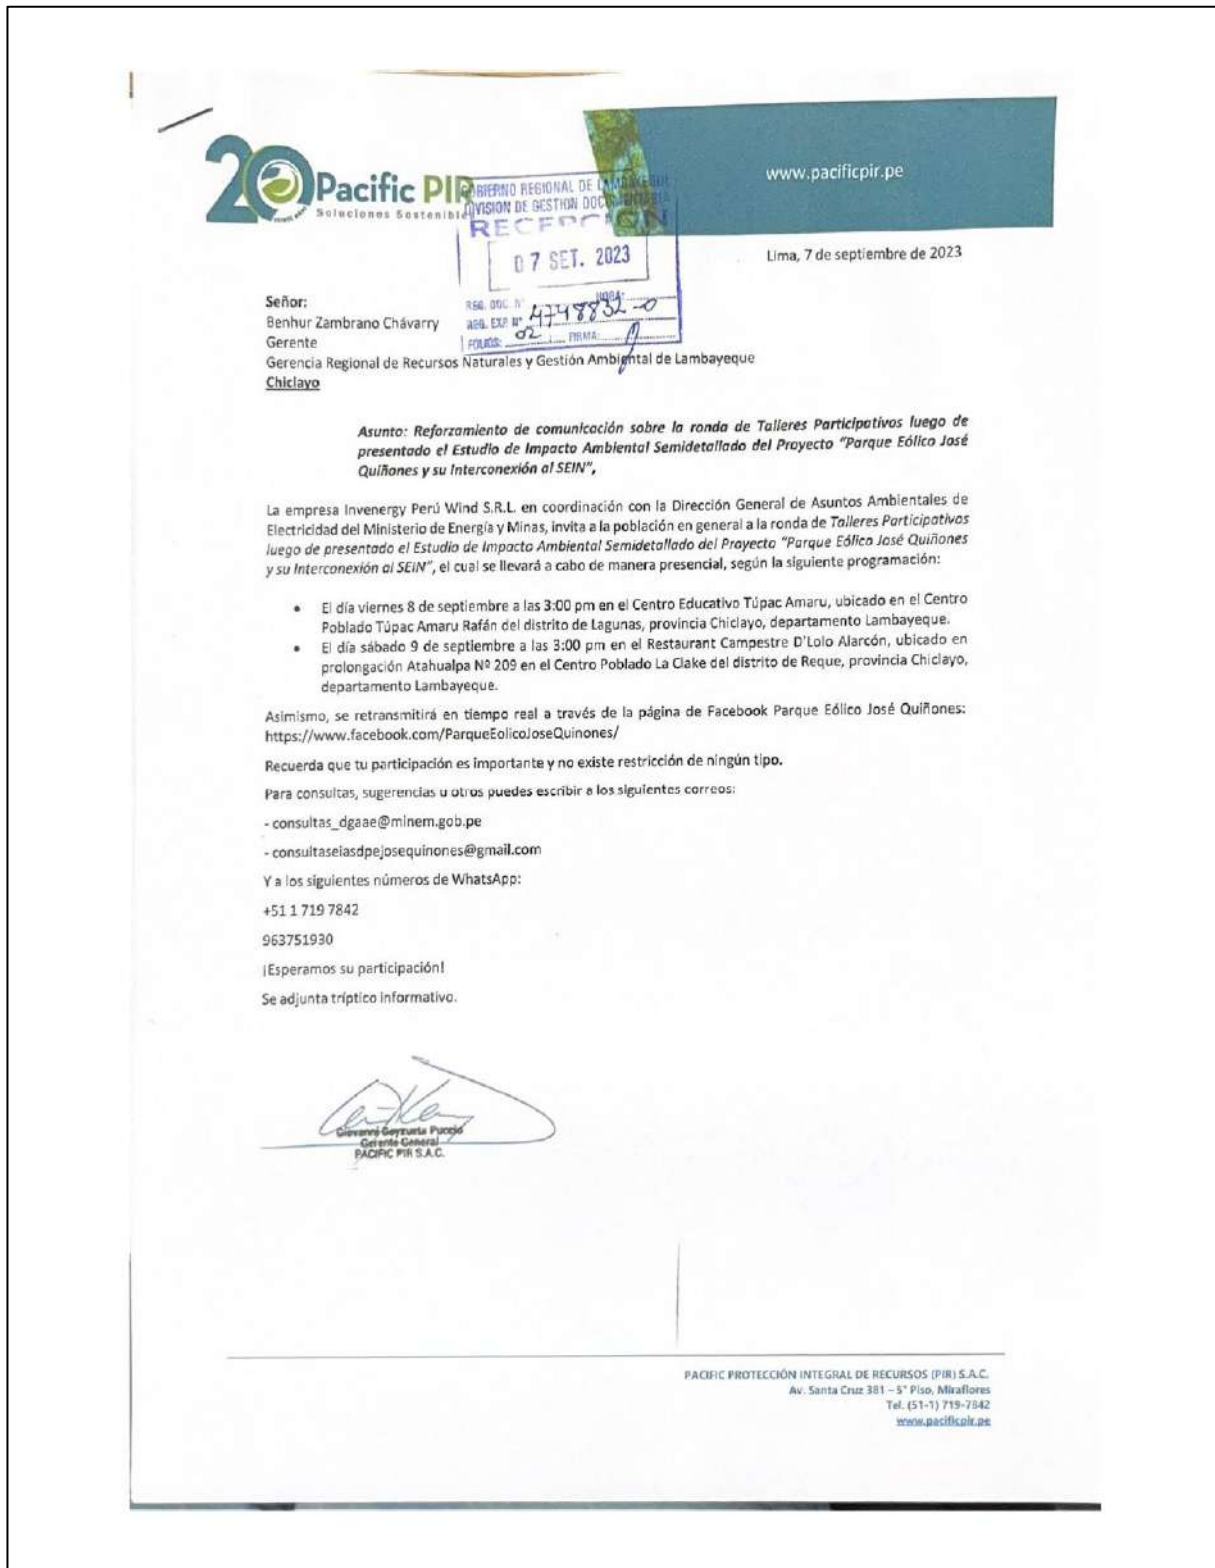 20 Pacific PIR
Soluciones Sostenible
www.pacificpir.pe
GOBIERNO REGIONAL DE LAMBAYEQUE
DIVISION DE GESTION DOCUMENTARIA
RECEPCION
07 SET. 2023
REG. DOC. N° HORA:
REG. EXP. N° 4748832-0
FOLIOS: 02 FIRMA:
Lima, 7 de septiembre de 2023
Señor:
Benhur Zambrano Chávarry
Gerente
Gerencia Regional de Recursos Naturales y Gestión Ambiental de Lambayeque
Chiclayo
Asunto: Reforzamiento de comunicación sobre la ronda de Talleres Participativos luego de
presentado el Estudio de Impacto Ambiental Semidetallado del Proyecto "Parque Eólico José
Quiñones y su Interconexión al SEIN",
La empresa Invenergy Perú Wind S.R.L. en coordinación con la Dirección General de Asuntos Ambientales de
Electricidad del Ministerio de Energía y Minas, invita a la población en general a la ronda de Talleres Participativos
luego de presentado el Estudio de Impacto Ambiental Semidetallado del Proyecto "Parque Eólico José Quiñones
y su Interconexión al SEIN", el cual se llevará a cabo de manera presencial, según la siguiente programación:
• El día viernes 8 de septiembre a las 3:00 pm en el Centro Educativo Túpac Amaru, ubicado en el Centro
Poblado Túpac Amaru Rafán del distrito de Lagunas, provincia Chiclayo, departamento Lambayeque.
• El día sábado 9 de septiembre a las 3:00 pm en el Restaurant Campestre D'Lolo Alarcón, ubicado en
prolongación Atahualpa Nº 209 en el Centro Poblado La Clake del distrito de Reque, provincia Chiclayo,
departamento Lambayeque.
Asimismo, se retransmitirá en tiempo real a través de la página de Facebook Parque Eólico José Quiñones:
https://www.facebook.com/ParqueEolicoJoseQuinones/
Recuerda que tu participación es importante y no existe restricción de ningún tipo.
Para consultas, sugerencias u otros puedes escribir a los siguientes correos:
- consultas_dgaae@minem.gob.pe
- consultaseiasdpejosequinones@gmail.com
Y a los siguientes números de WhatsApp:
+51 1 719 7842
963751930
¡Esperamos su participación!
Se adjunta tríptico informativo.
Giovanni Goyzueta Puccio
Gerente General
PACIFIC PIR S.A.C.
PACIFIC PROTECCIÓN INTEGRAL DE RECURSOS (PIR) S.A.C.
Av. Santa Cruz 381 – 5° Piso, Miraflores
Tel. (51-1) 719-7842
www.pacificpir.pe